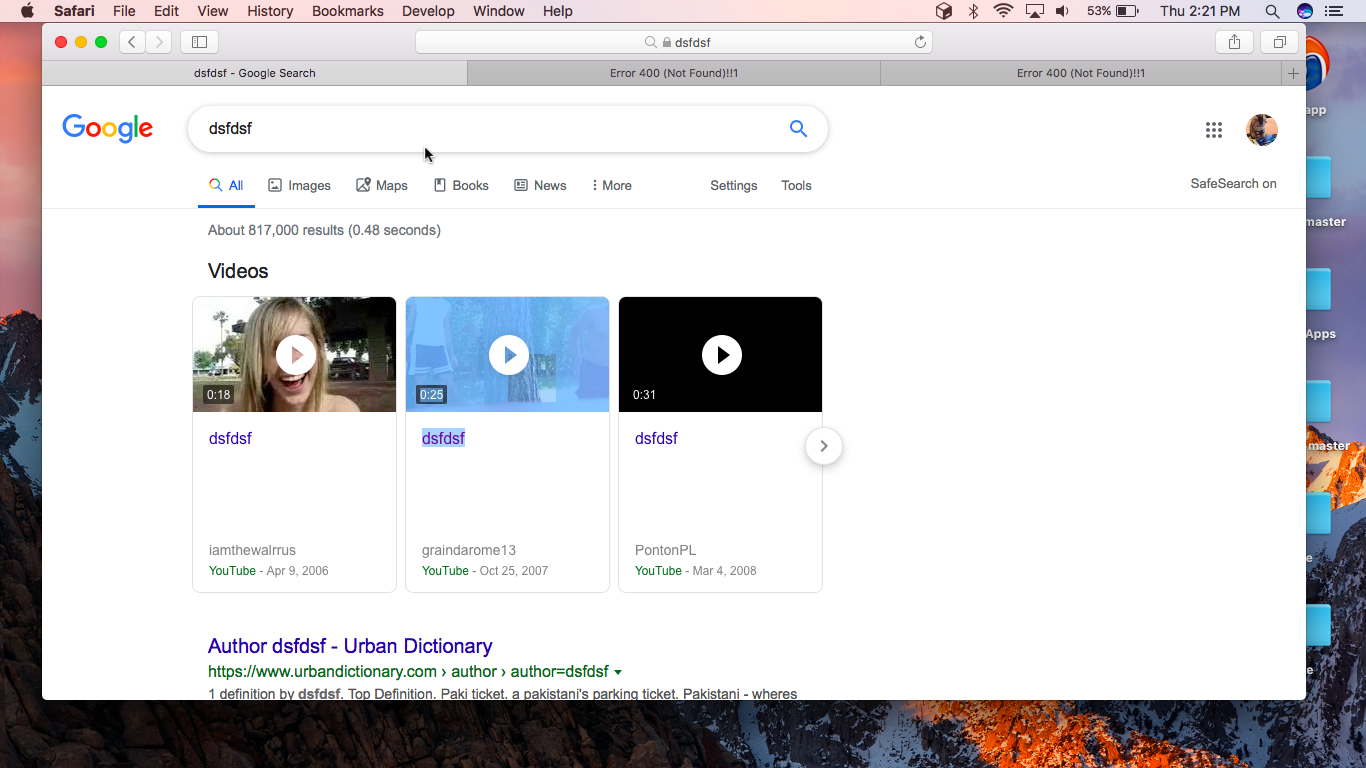 Safari File Edit View History Bookmarks Develop Window Help 53% Thu 2:21 PM
dsfdsf
dsfdsf - Google Search Error 400 (Not Found)!!1 Error 400 (Not Found)!!1
Google dsfdsf
All Images Maps Books News More Settings Tools SafeSearch on
About 817,000 results (0.48 seconds)
Videos
0:18 0:25 0:31
dsfdsf dsfdsf dsfdsf
iamthewalrrus graindarome13 PontonPL
YouTube - Apr 9, 2006 YouTube - Oct 25, 2007 YouTube - Mar 4, 2008
Author dsfdsf - Urban Dictionary
https://www.urbandictionary.com › author › author=dsfdsf
1 definition by dsfdsf. Top Definition. Paki ticket. a pakistani's parking ticket. Pakistani - wheres
app
master
Apps
master
e
e